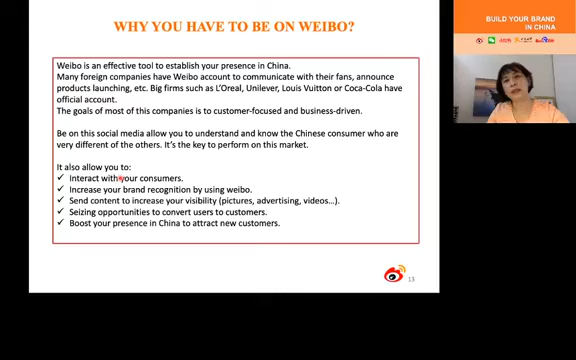 WHY YOU HAVE TO BE ON WEIBO?
Weibo is an effective tool to establish your presence in China.
Many foreign companies have Weibo account to communicate with their fans, announce
products launching, etc. Big firms such as L'Oreal, Unilever, Louis Vuitton or Coca-Cola have
official account.
The goals of most of this companies is to customer-focused and business-driven.
Be on this social media allow you to understand and know the Chinese consumer who are
very different of the others. It's the key to perform on this market.
It also allow you to:
✓ Interact with your consumers.
✓ Increase your brand recognition by using weibo.
✓ Send content to increase your visibility (pictures, advertising, videos…).
✓ Seizing opportunities to convert users to customers.
✓ Boost your presence in China to attract new customers.
13
BUILD YOUR BRAND
IN CHINA